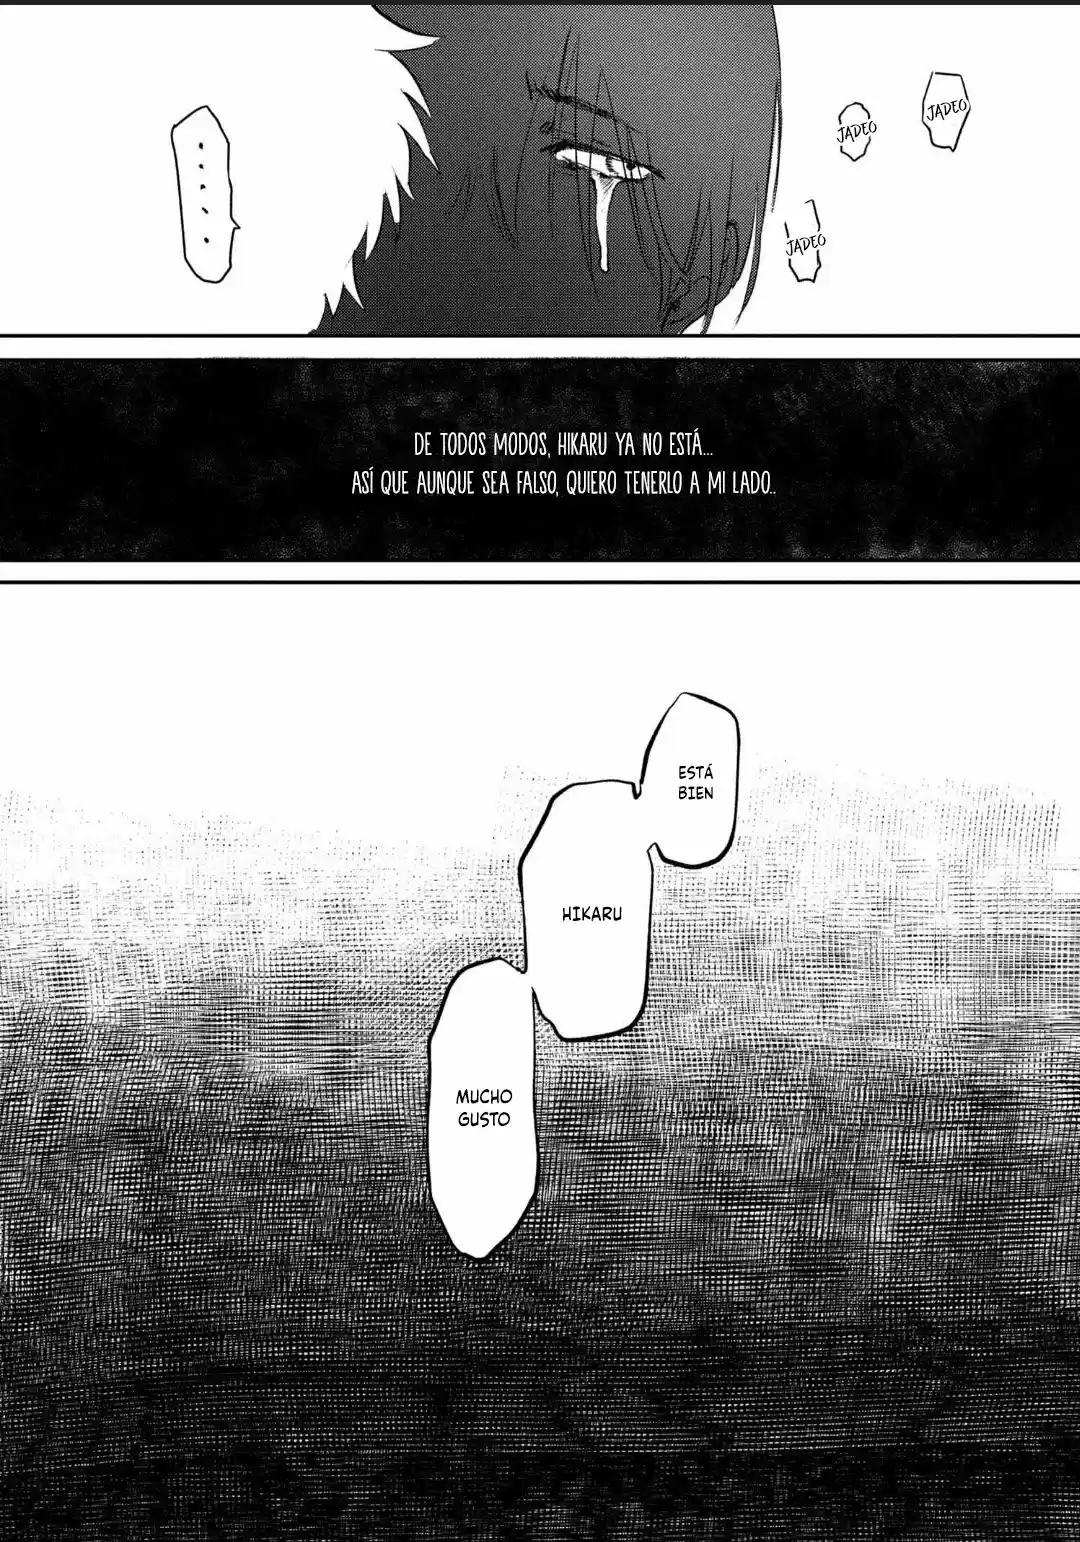 JADEO
JADEO
JADEO
.....
DE TODOS MODOS, HIKARU YA NO ESTÁ...
ASÍ QUE AUNQUE SEA FALSO, QUIERO TENERLO A MI LADO..
ESTÁ
BIEN
HIKARU
MUCHO
GUSTO